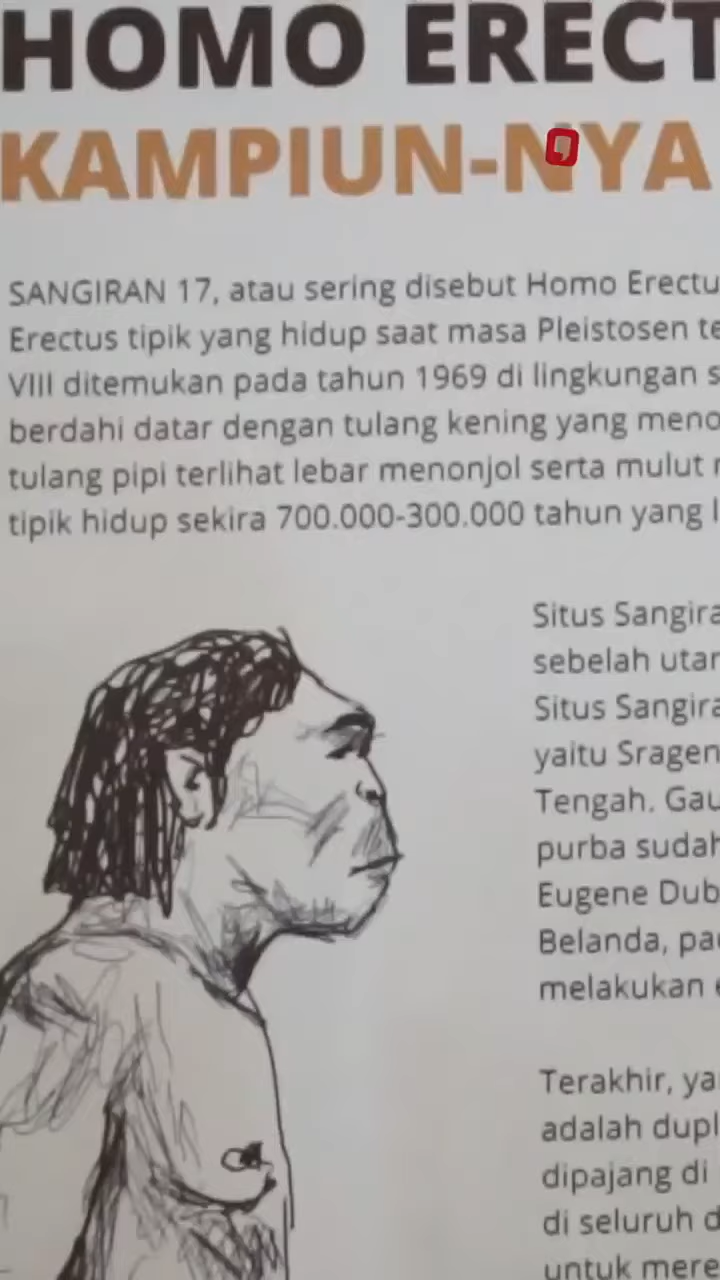 HOMO ERECT
KAMPIUN-NYA
SANGIRAN 17, atau sering disebut Homo Erectu
Erectus tipik yang hidup saat masa Pleistosen te
VIII ditemukan pada tahun 1969 di lingkungan s
berdahi datar dengan tulang kening yang meno
tulang pipi terlihat lebar menonjol serta mulut
tipik hidup sekira 700.000-300.000 tahun yang l
Situs Sangira
sebelah utar
Situs Sangira
yaitu Sragen
Tengah. Gau
purba sudah
Eugene Dub
Belanda, pa
melakukan
Terakhir, ya
adalah dupl
dipajang di
di seluruh d
untuk mere